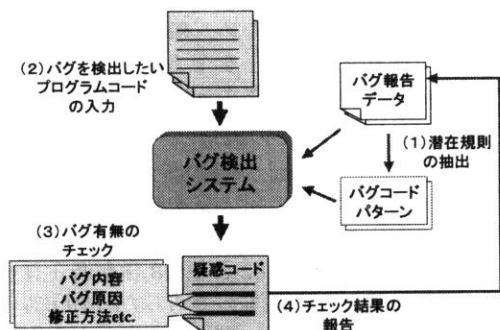 (2)バグを検出したい
プログラムコード
の入力
バグ報告
データ
(1)潜在規則
の抽出
バグ検出
システム
バグコード
パターン
(3)バグ有無の
チェック
疑惑コード
バグ内容
バグ原因
修正方法etc.
(4)チェック結果の
報告